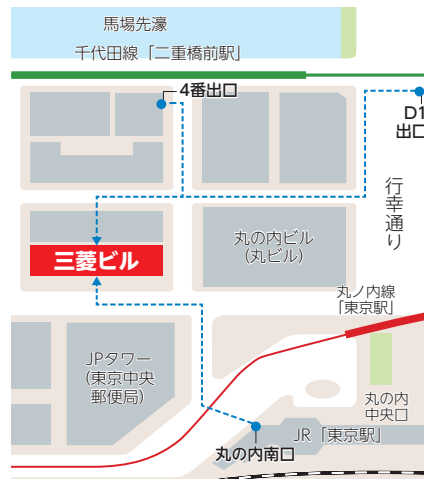 馬場先濠
千代田線「二重橋前駅」
4番出口
D1
出口
行幸通り
丸の内ビル
(丸ビル)
三菱ビル
丸ノ内線
「東京駅」
JPタワー
(東京中央
郵便局)
丸の内
中央口
JR「東京駅」
丸の内南口